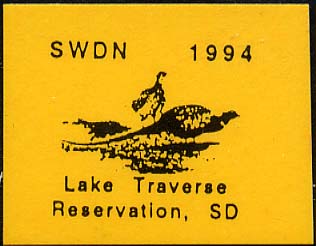 SWDN 1994
Lake Traverse
Reservation, SD